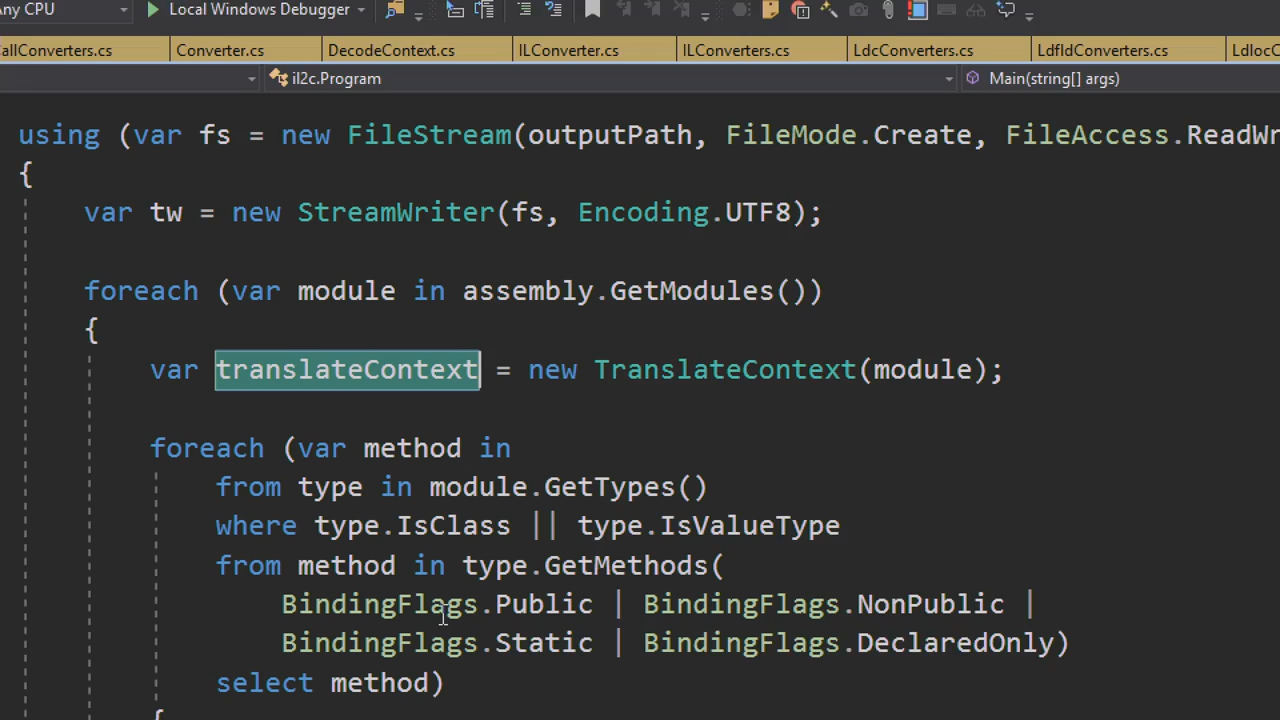 Any CPU Local Windows Debugger
allConverters.cs Converter.cs DecodeContext.cs ILConverter.cs ILConverters.cs LdcConverters.cs LdfldConverters.cs LdlocC
il2c.Program Main(string[] args)
using (var fs = new FileStream(outputPath, FileMode.Create, FileAccess.ReadWr
{
var tw = new StreamWriter(fs, Encoding.UTF8);
foreach (var module in assembly.GetModules())
{
var translateContext = new TranslateContext(module);
foreach (var method in
from type in module.GetTypes()
where type.IsClass || type.IsValueType
from method in type.GetMethods(
BindingFlags.Public | BindingFlags.NonPublic |
BindingFlags.Static | BindingFlags.DeclaredOnly)
select method)
{